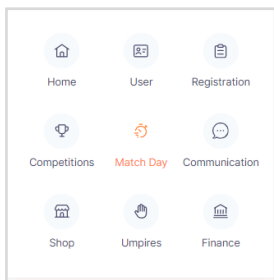 Home User Registration
Competitions Match Day Communication
Shop Umpires Finance